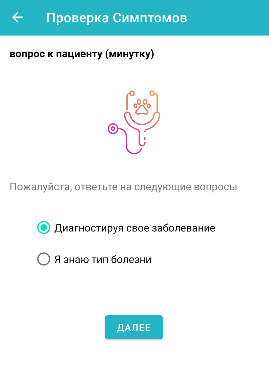 Проверка Симптомов
вопрос к пациенту (минутку)
Пожалуйста, ответьте на следующие вопросы
Диагностируя свое заболевание
Я знаю тип болезни
ДАЛЕЕ